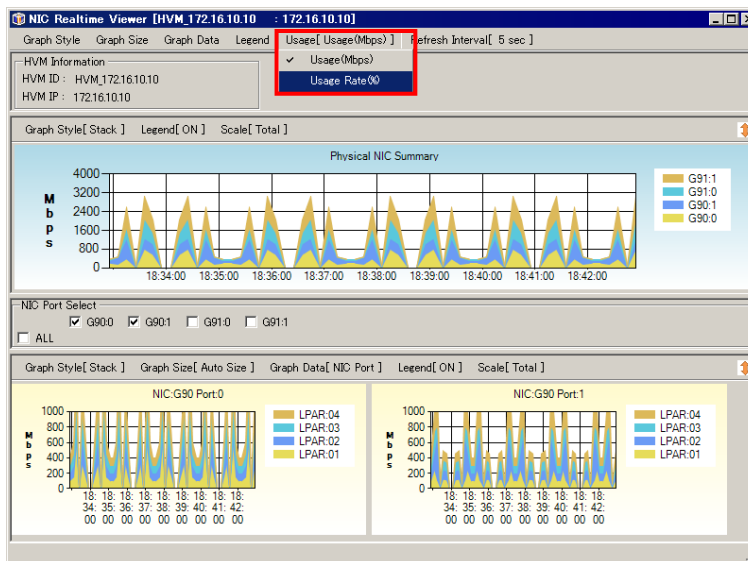 NIC Realtime Viewer [HVM_172.16.10.10 : 172.16.10.10]
Graph Style Graph Size Graph Data Legend Usage[ Usage(Mbps) ] Refresh Interval[ 5 sec ]
✓ Usage(Mbps)
Usage Rate(%)
HVM Information
HVM ID : HVM_172.16.10.10
HVM IP : 172.16.10.10
Graph Style[ Stack ] Legend[ ON ] Scale[ Total ]
Physical NIC Summary
Mbps
4000
3200
2400
1600
800
0
18:34:00 18:35:00 18:36:00 18:37:00 18:38:00 18:39:00 18:40:00 18:41:00 18:42:00
G91:1
G91:0
G90:1
G90:0
NIC Port Select
G90:0 G90:1 G91:0 G91:1
ALL
Graph Style[ Stack ] Graph Size[ Auto Size ] Graph Data[ NIC Port ] Legend[ ON ] Scale[ Total ]
NIC:G90 Port:0
Mbps
1000
800
600
400
200
0
18:34:00 18:35:00 18:36:00 18:37:00 18:38:00 18:39:00 18:40:00 18:41:00 18:42:00
LPAR:04
LPAR:03
LPAR:02
LPAR:01
NIC:G90 Port:1
Mbps
1000
800
600
400
200
0
18:34:00 18:35:00 18:36:00 18:37:00 18:38:00 18:39:00 18:40:00 18:41:00 18:42:00
LPAR:04
LPAR:03
LPAR:02
LPAR:01